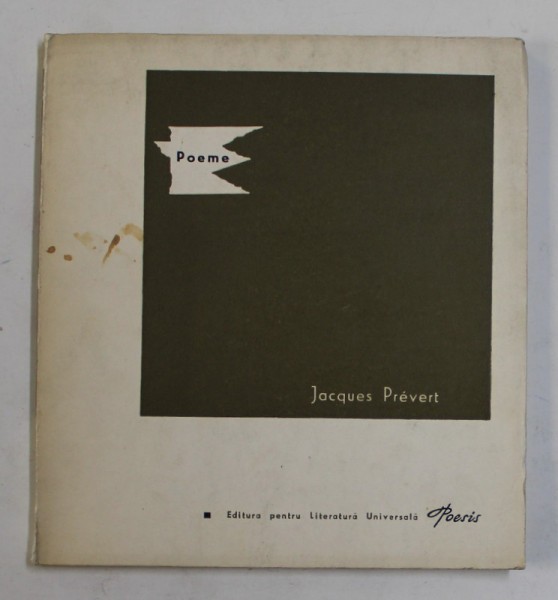 Poeme
Jacques Prévert
Editura pentru Literatură Universală Poesis